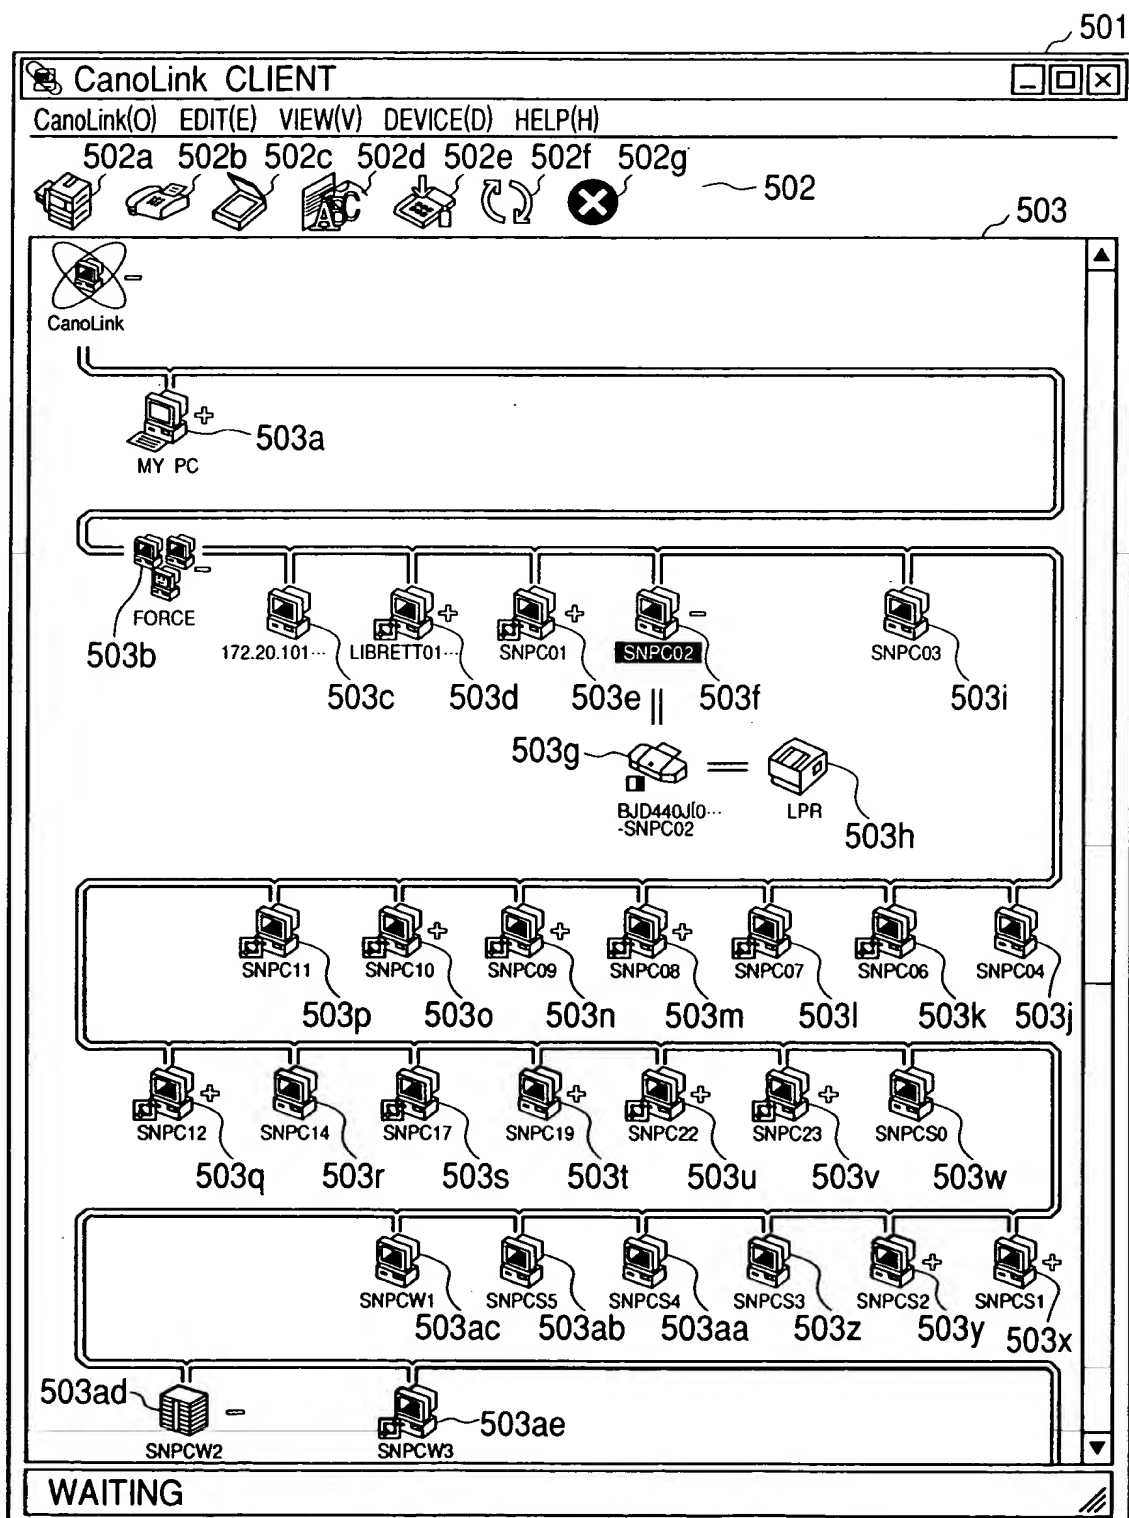 501
CanoLink CLIENT
CanoLink(O) EDIT(E) VIEW(V) DEVICE(D) HELP(H)
502a 502b 502c 502d 502e 502f 502g
502
ABC
503
CanoLink
503a
MY PC
FORCE
503b
172.20.101… LIBRETT01… SNPC01 SNPC02 SNPC03
503c 503d 503e 503f 503i
503g
BJD440J[0… LPR
-SNPC02
503h
SNPC11 SNPC10 SNPC09 SNPC08 SNPC07 SNPC06 SNPC04
503p 503o 503n 503m 503l 503k 503j
SNPC12 SNPC14 SNPC17 SNPC19 SNPC22 SNPC23 SNPCS0
503q 503r 503s 503t 503u 503v 503w
SNPCW1 SNPCS5 SNPCS4 SNPCS3 SNPCS2 SNPCS1
503ac 503ab 503aa 503z 503y 503x
503ad 503ae
SNPCW2 SNPCW3
WAITING